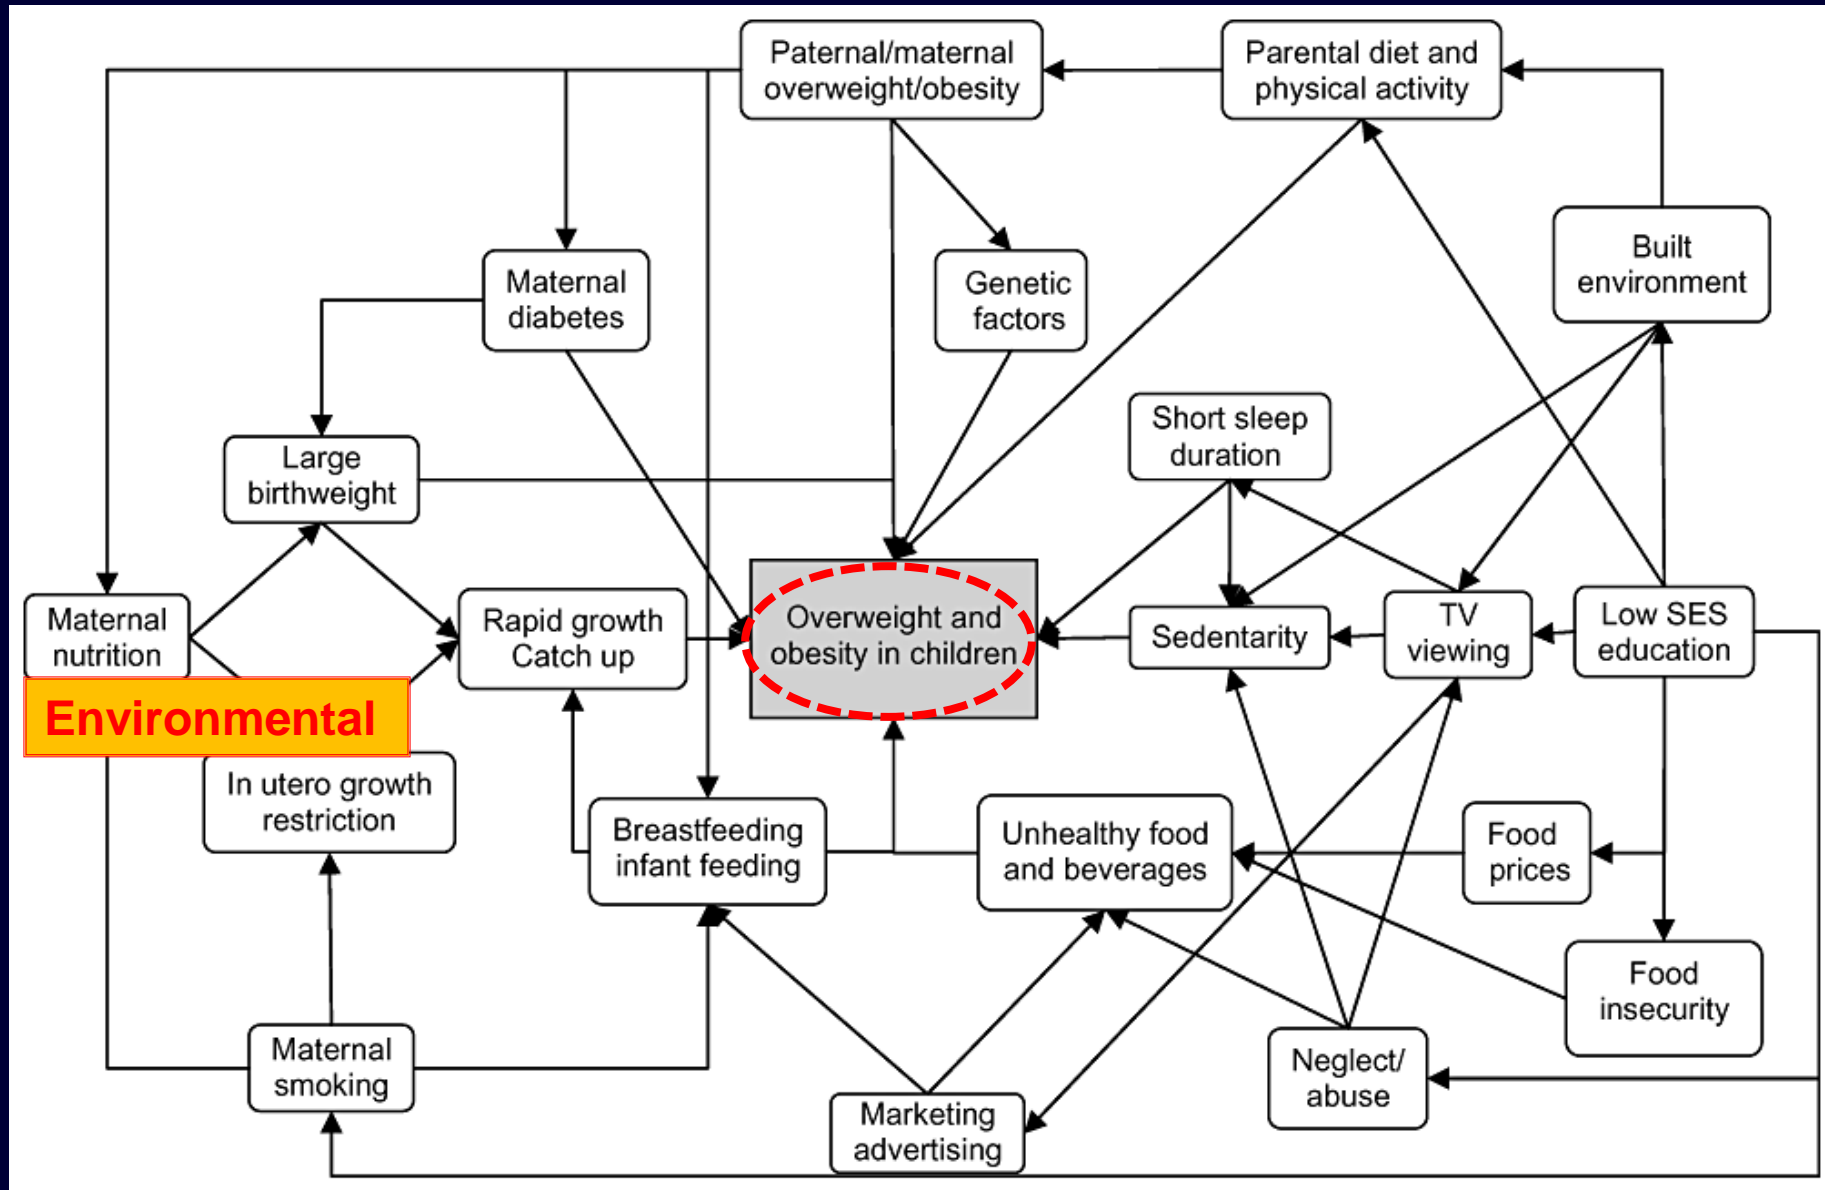 Paternal/maternal
overweight/obesity
Parental diet and
physical activity
Maternal
diabetes
Genetic
factors
Built
environment
Large
birthweight
Short sleep
duration
Maternal
nutrition
Rapid growth
Catch up
Overweight and
obesity in children
Sedentarity
TV
viewing
Low SES
education
Environmental
In utero growth
restriction
Breastfeeding
infant feeding
Unhealthy food
and beverages
Food
prices
Food
insecurity
Maternal
smoking
Marketing
advertising
Neglect/
abuse